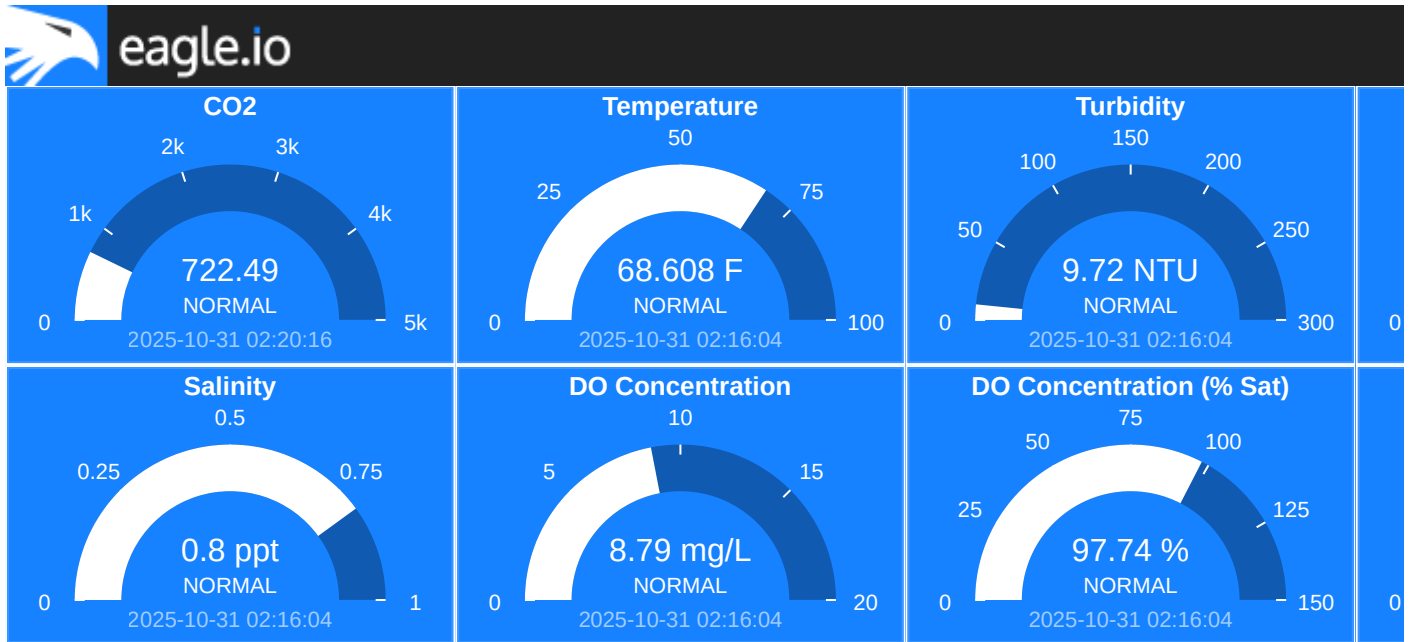 eagle.io
CO2
0
1k
2k
3k
4k
5k
722.49
NORMAL
2025-10-31 02:20:16
Temperature
0
25
50
75
100
68.608 F
NORMAL
2025-10-31 02:16:04
Turbidity
0
50
100
150
200
250
300
9.72 NTU
NORMAL
2025-10-31 02:16:04
0
Salinity
0
0.25
0.5
0.75
1
0.8 ppt
NORMAL
2025-10-31 02:16:04
DO Concentration
0
5
10
15
20
8.79 mg/L
NORMAL
2025-10-31 02:16:04
DO Concentration (% Sat)
0
25
50
75
100
125
150
97.74 %
NORMAL
2025-10-31 02:16:04
0